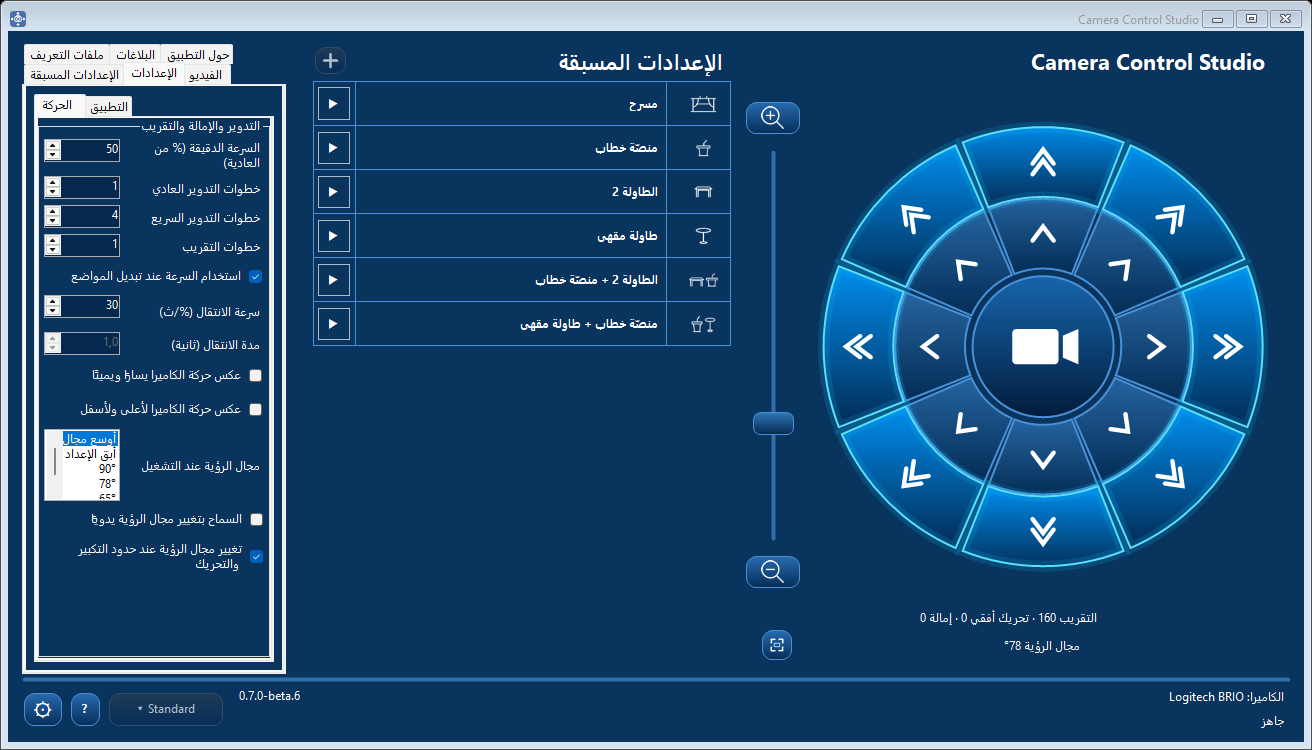 Camera Control Studio
Camera Control Studio
الإعدادات المسبقة
مسرح
منصّة خطاب
الطاولة 2
طاولة مقهى
الطاولة 2 + منصّة خطاب
منصّة خطاب + طاولة مقهى
التقريب 160 · تحريك أفقي 0 · إمالة 0
مجال الرؤية 78°
حول التطبيق
البلاغات
ملفات التعريف
الفيديو
الإعدادات
الإعدادات المسبقة
التطبيق
الحركة
التدوير والإمالة والتقريب
السرعة الدقيقة (% من
العادية)
50
خطوات التدوير العادي
1
خطوات التدوير السريع
4
خطوات التقريب
1
استخدام السرعة عند تبديل المواضع
سرعة الانتقال (%/ث)
30
مدة الانتقال (ثانية)
1,0
عكس حركة الكاميرا يسارًا ويمينًا
عكس حركة الكاميرا لأعلى ولأسفل
مجال الرؤية عند التشغيل
أوسع مجال
أبق الإعداد
90°
78°
65°
السماح بتغيير مجال الرؤية يدويًا
تغيير مجال الرؤية عند حدود التكبير
والتحريك
الكاميرا: Logitech BRIO
جاهز
0.7.0-beta.6
Standard
?